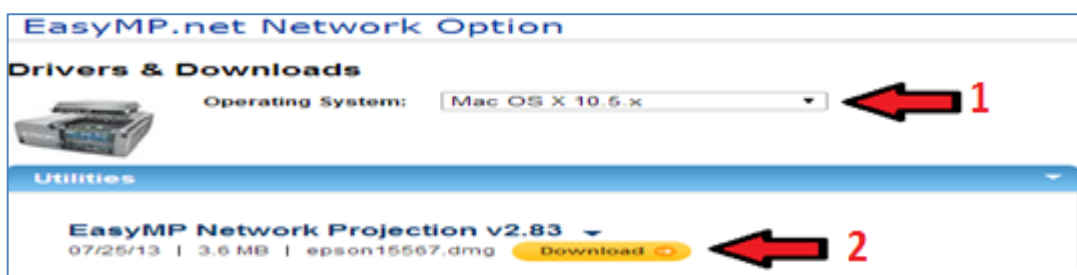 EasyMP.net Network Option
Drivers & Downloads
Operating System: Mac OS X 10.5.x
1
Utilities
EasyMP Network Projection v2.83
07/25/13 | 3.6 MB | epson15567.dmg Download
2